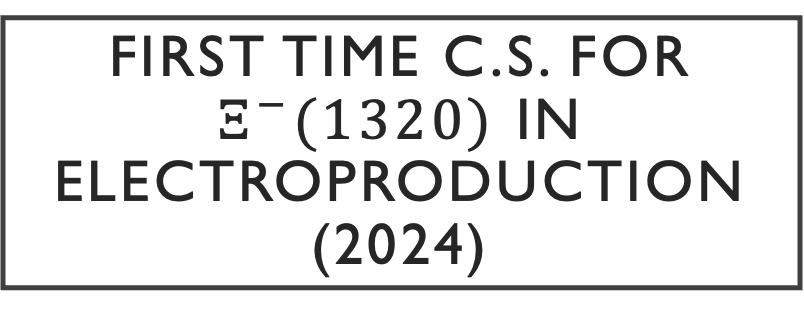 FIRST TIME C.S. FOR
Ξ⁻(1320) IN
ELECTROPRODUCTION
(2024)